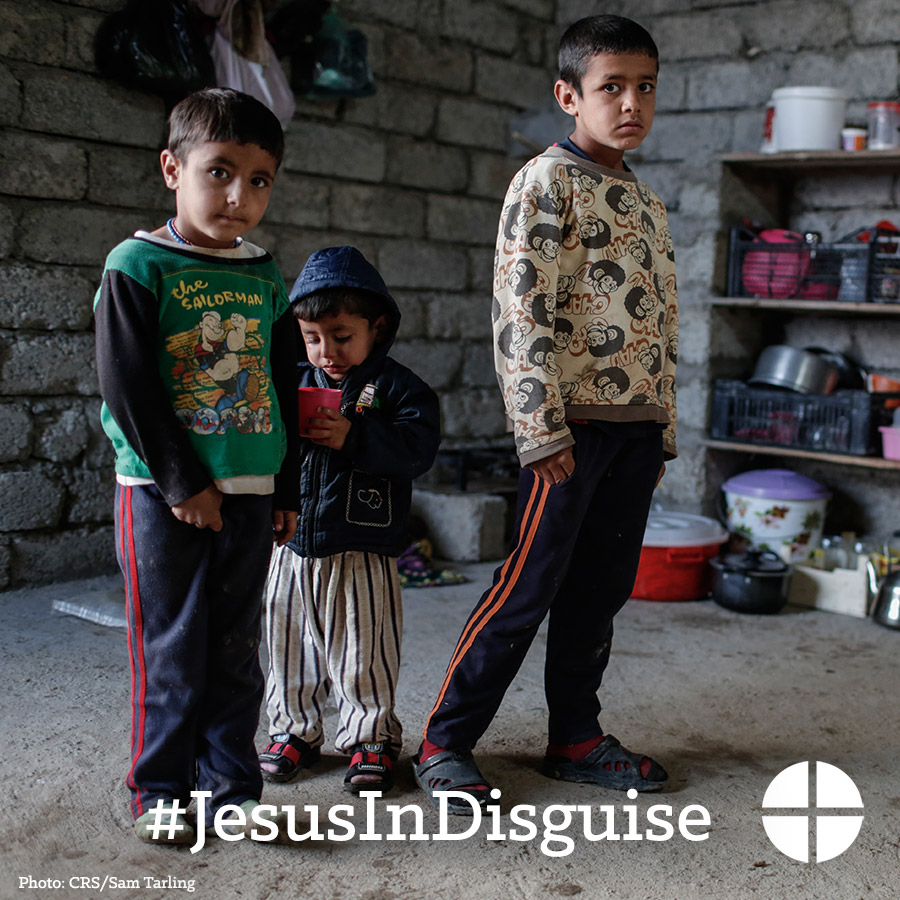 the
SAILORMAN
#JesusInDisguise
Photo: CRS/Sam Tarling